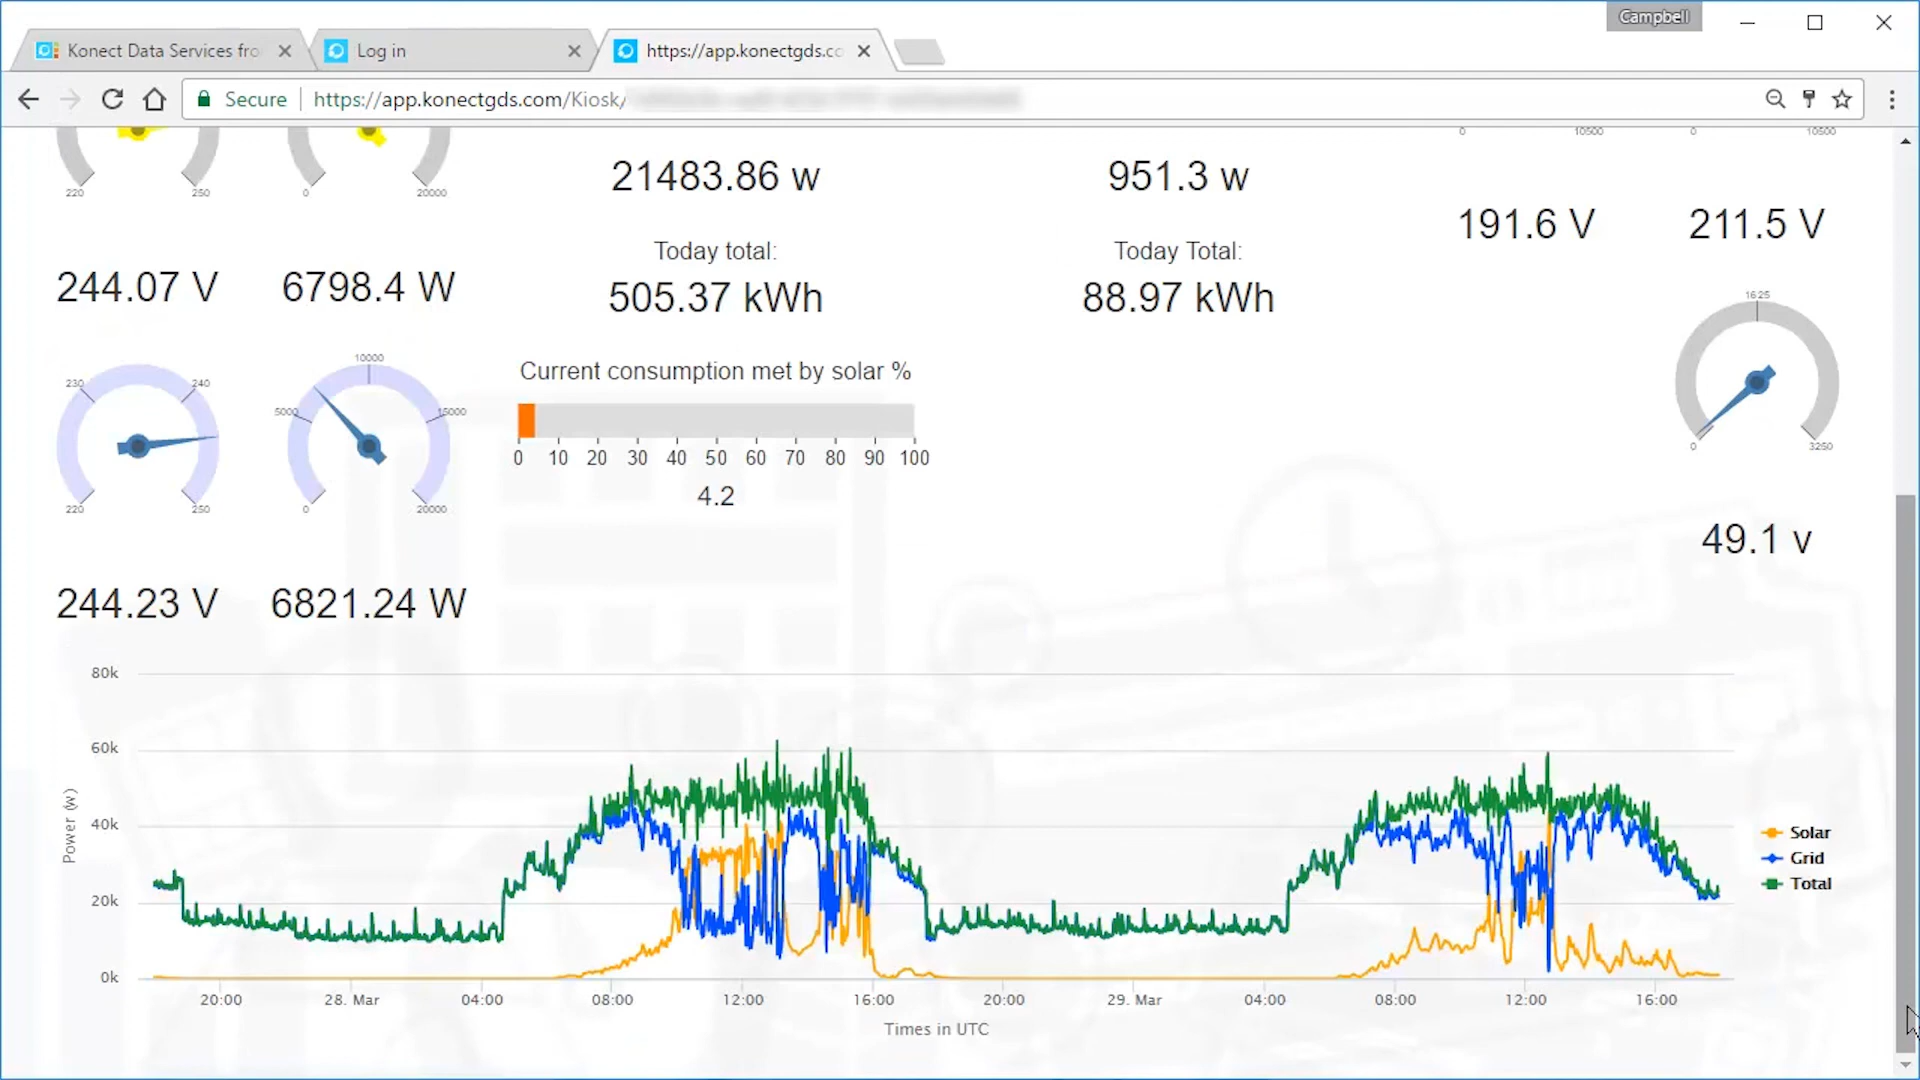 Campbell
Konect Data Services fro
Log in
https://app.konectgds.co
Secure https://app.konectgds.com/Kiosk/
220 250 0 20000
0 10500 0 10500
21483.86 w 951.3 w
191.6 V 211.5 V
Today total: Today Total:
244.07 V 6798.4 W 505.37 kWh 88.97 kWh
1625
0 3250
Current consumption met by solar %
230 240 10000
5000 15000
220 250 0 20000
0 10 20 30 40 50 60 70 80 90 100
4.2
49.1 v
244.23 V 6821.24 W
80k
60k
40k
20k
0k
Power (w)
Solar
Grid
Total
20:00 28. Mar 04:00 08:00 12:00 16:00 20:00 29. Mar 04:00 08:00 12:00 16:00
Times in UTC